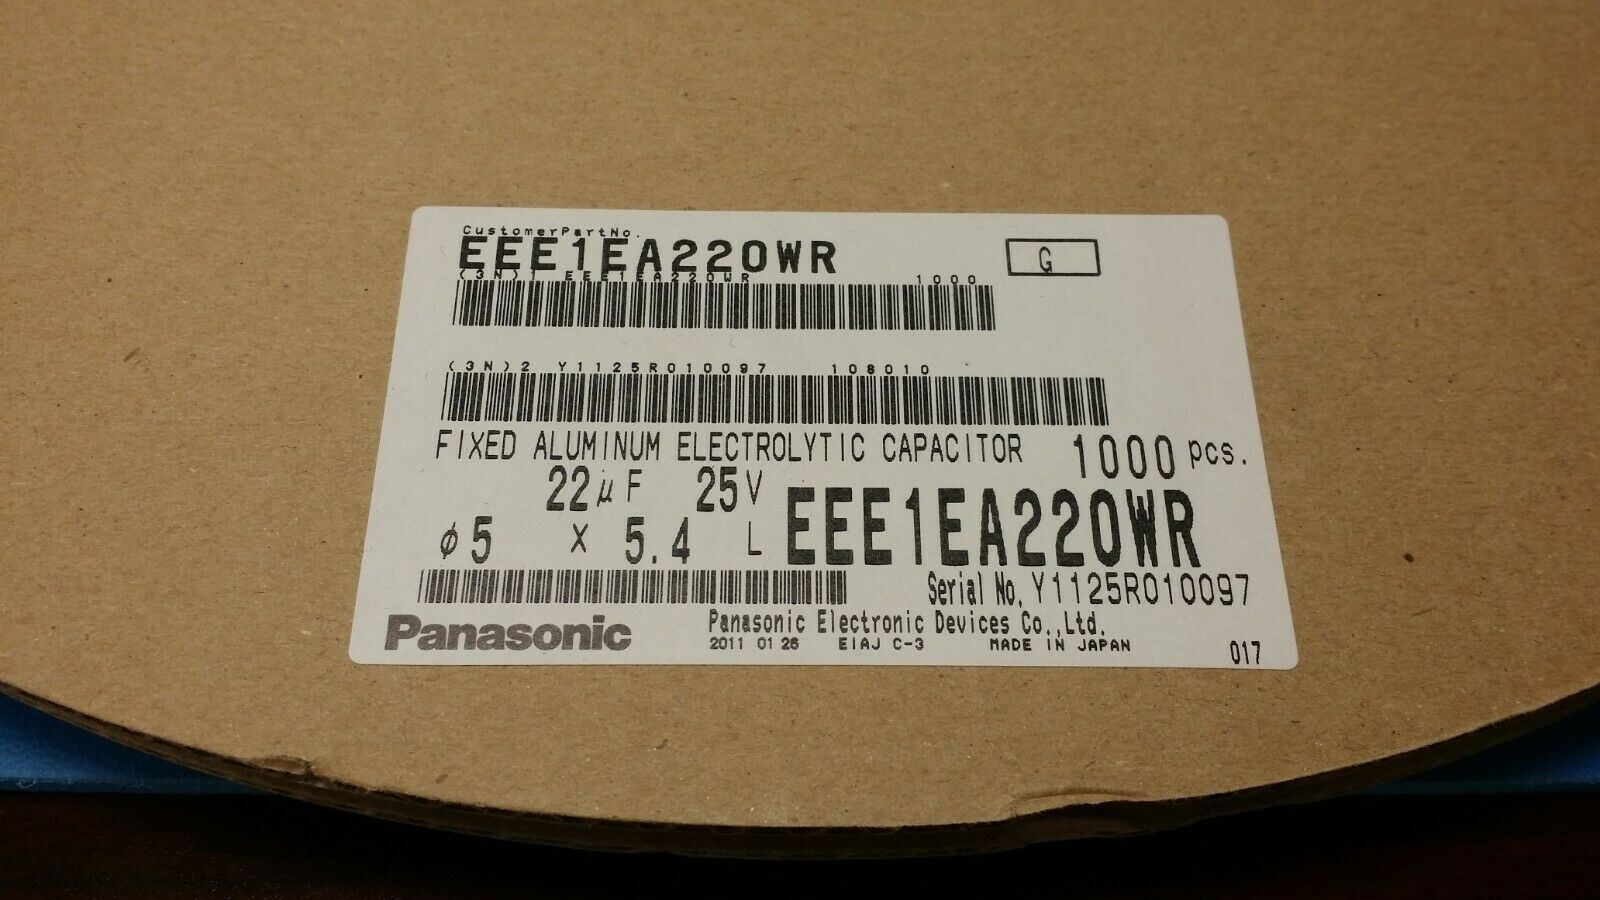 CustomerPartNo.
EEE1EA220WR
G
(3N)1 EEE1EA220WR 1000
(3N)2 Y1125R010097 108010
FIXED ALUMINUM ELECTROLYTIC CAPACITOR 1000 pcs.
22μF 25V
EEE1EA220WR
φ5 X 5.4 L
Serial No. Y1125R010097
Panasonic
Panasonic Electronic Devices Co.,Ltd.
2011 01 26 EIAJ C-3 MADE IN JAPAN
017